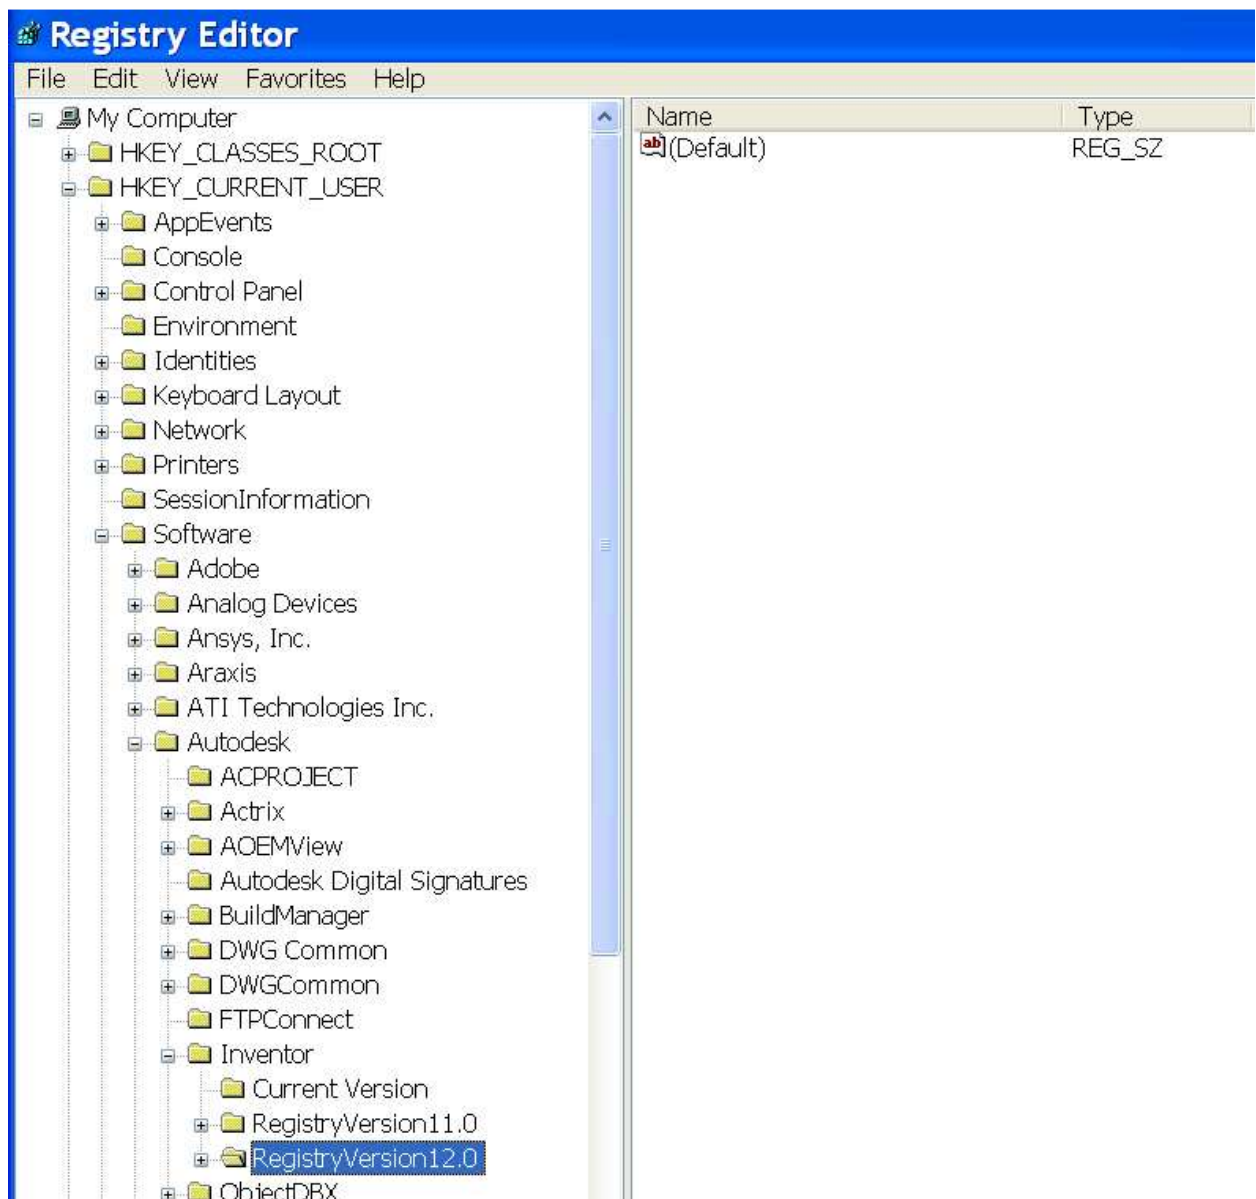 Registry Editor
File Edit View Favorites Help
My Computer
HKEY_CLASSES_ROOT
HKEY_CURRENT_USER
AppEvents
Console
Control Panel
Environment
Identities
Keyboard Layout
Network
Printers
SessionInformation
Software
Adobe
Analog Devices
Ansys, Inc.
Araxis
ATI Technologies Inc.
Autodesk
ACPROJECT
Actrix
AOEMView
Autodesk Digital Signatures
BuildManager
DWG Common
DWGCommon
FTPConnect
Inventor
Current Version
RegistryVersion11.0
RegistryVersion12.0
ObjectDBX
Name Type
ab (Default) REG_SZ